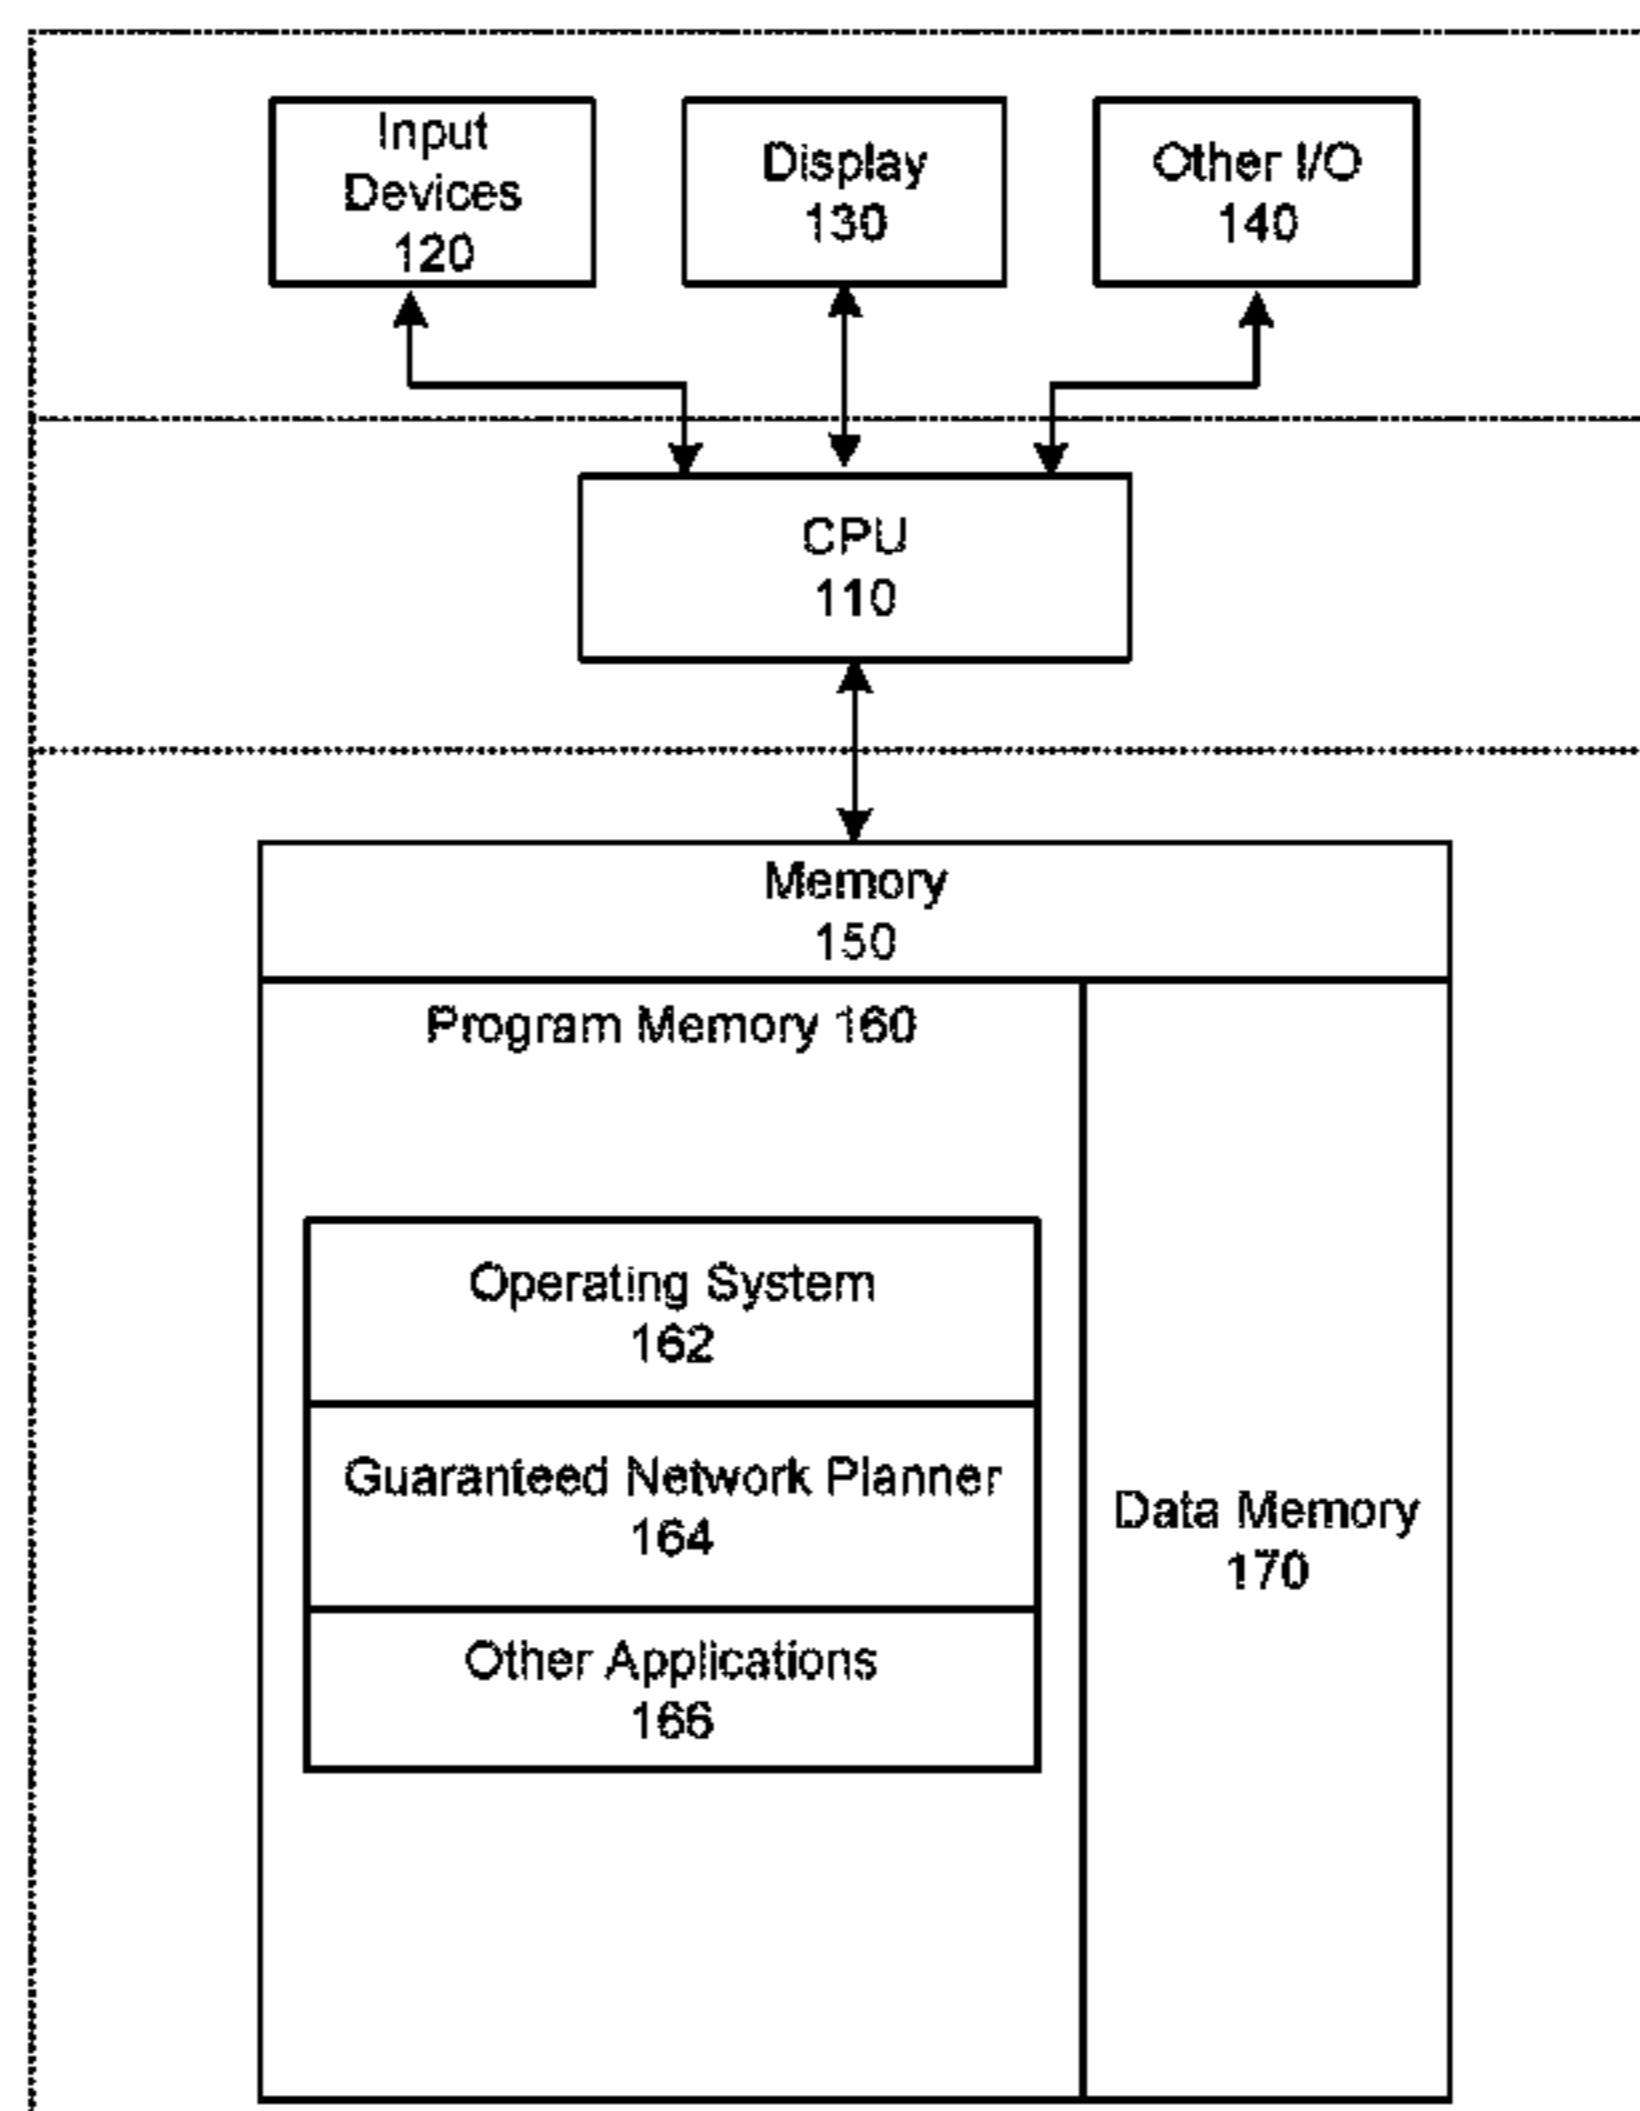 Input
Devices
120
Display
130
Other I/O
140
CPU
110
Memory
150
Program Memory 160
Operating System
162
Guaranteed Network Planner
164
Other Applications
166
Data Memory
170